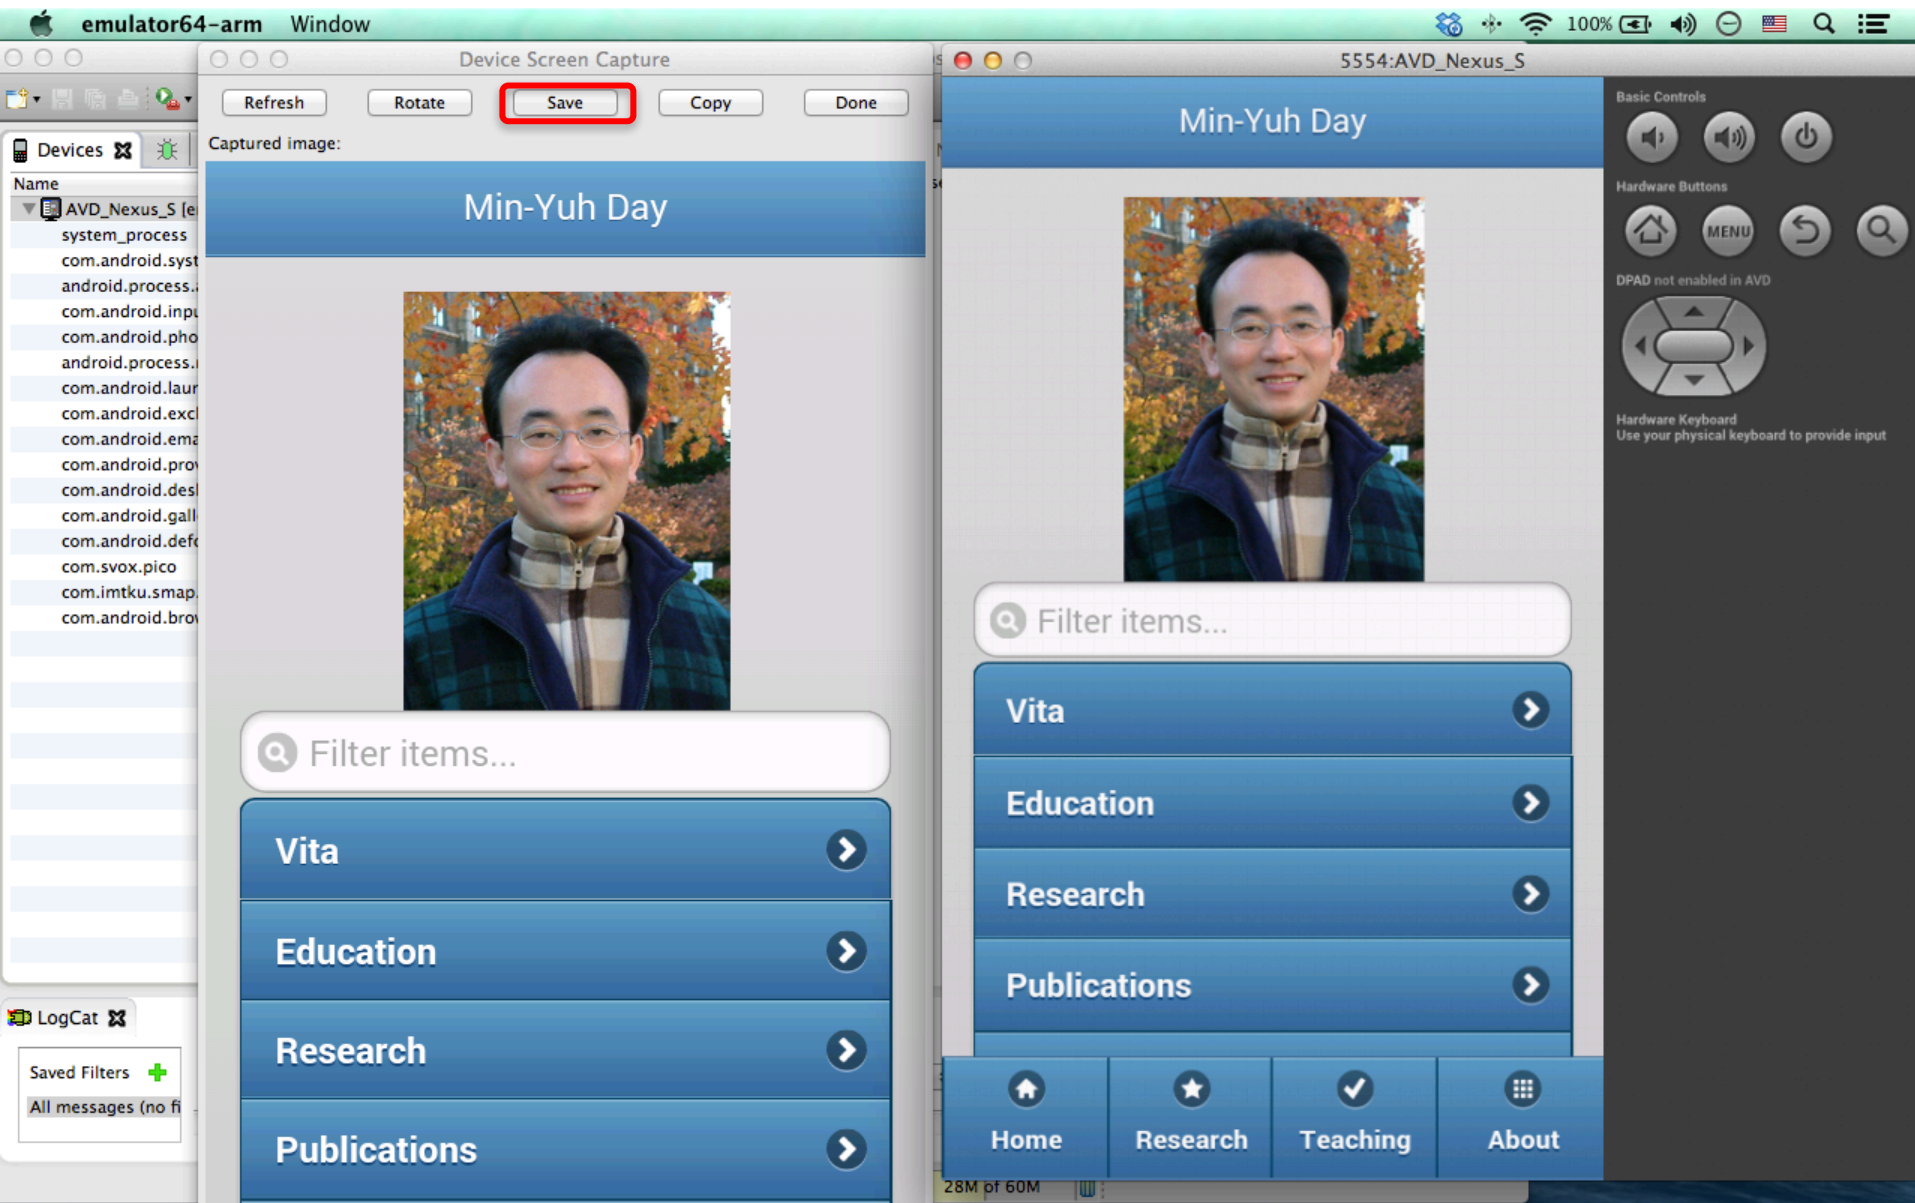 emulator64-arm Window
100%
Device Screen Capture
Refresh Rotate Save Copy Done
Captured image:
Devices
Name
AVD_Nexus_S [e
system_process
com.android.syst
android.process.a
com.android.inpu
com.android.pho
android.process.
com.android.laun
com.android.exc
com.android.ema
com.android.prov
com.android.des
com.android.gall
com.android.defc
com.svox.pico
com.imtku.smap.
com.android.brow
LogCat
Saved Filters
All messages (no fi
Min-Yuh Day
Filter items...
Vita
Education
Research
Publications
5554:AVD_Nexus_S
Min-Yuh Day
Filter items...
Vita
Education
Research
Publications
Home Research Teaching About
28M of 60M
Basic Controls
Hardware Buttons
MENU
DPAD not enabled in AVD
Hardware Keyboard
Use your physical keyboard to provide input